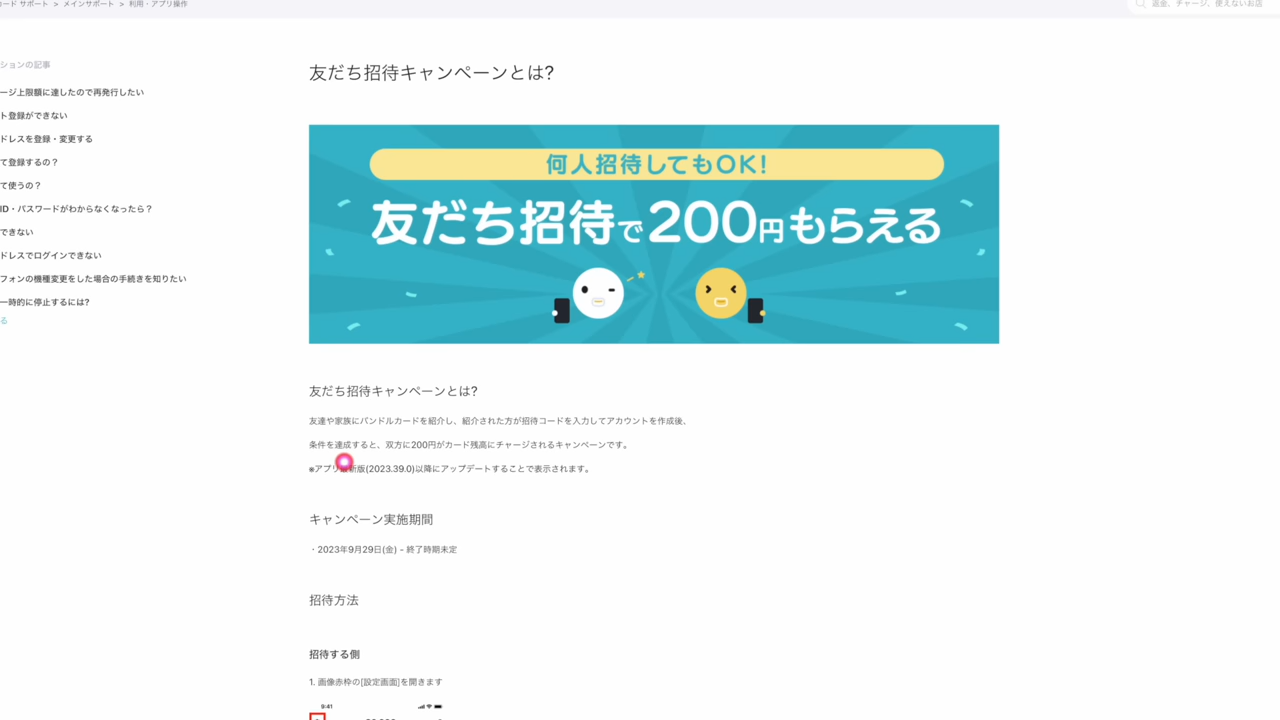 ード サポート > メインサポート > 利用・アプリ操作
返金、チャージ、使えないお店
ションの記事
ージ上限額に達したので再発行したい
ト登録ができない
ドレスを登録・変更する
て登録するの？
て使うの？
ID・パスワードがわからなくなったら？
できない
ドレスでログインできない
フォンの機種変更をした場合の手続きを知りたい
一時的に停止するには?
る
友だち招待キャンペーンとは?
何人招待してもOK!
友だち招待で200円もらえる
友だち招待キャンペーンとは?
友達や家族にバンドルカードを紹介し、紹介された方が招待コードを入力してアカウントを作成後、
条件を達成すると、双方に200円がカード残高にチャージされるキャンペーンです。
※アプリ最新版(2023.39.0)以降にアップデートすることで表示されます。
キャンペーン実施期間
・2023年9月29日(金) - 終了時期未定
招待方法
招待する側
1. 画像赤枠の[設定画面]を開きます
9:41